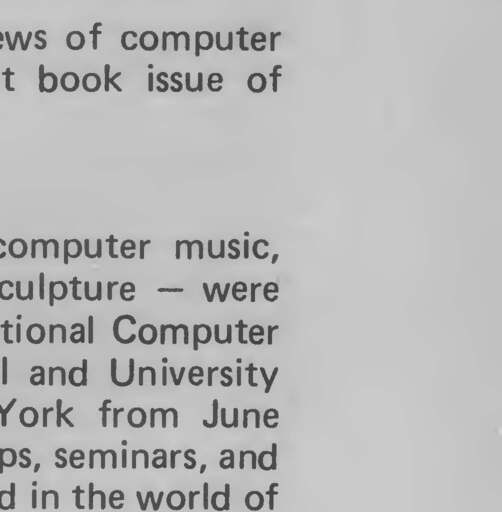 ews of computer
t book issue of
computer music,
culpture — were
tional Computer
l and University
York from June
ps, seminars, and
d in the world of